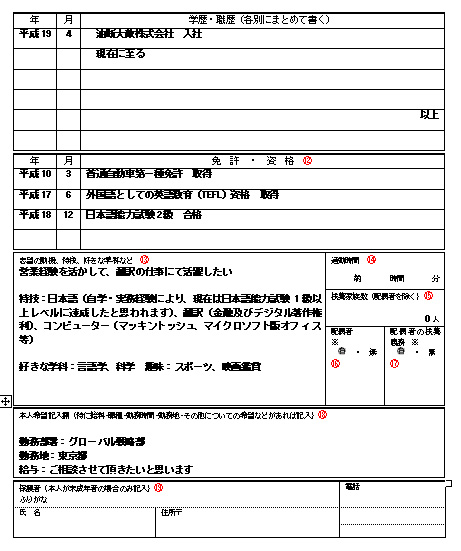 年 月 学歴・職歴（各別にまとめて書く）
平成19 4 油断大敵株式会社 入社
現在に至る
以上
年 月 免許・資格 ⑫
平成10 3 普通自動車第一種免許 取得
平成17 6 外国語としての英語教育（TEFL）資格 取得
平成18 12 日本語能力試験2級 合格
志望の動機、特技、好きな学科など ⑬
営業経験を活かして、翻訳の仕事にて活躍したい
特技：日本語（自学・実務経験により、現在は日本語能力試験1級以
上レベルに達成したと思われます）、翻訳（金融及びデジタル著作権
利）、コンピューター（マッキントッシュ、マイクロソフト版オフィス
等）
好きな学科：言語学、科学 趣味：スポーツ、映画鑑賞
通勤時間 ⑭
約 時間 分
扶養家族数（配偶者を除く） ⑮
0人
配偶者
※
有・無
⑯
配偶者の扶養
義務 ※
有・無
⑰
本人希望記入欄（特に給料・職種・勤務時間・勤務地・その他についての希望などがあれば記入） ⑱
勤務部署：グローバル戦略部
勤務地：東京都
給与：ご相談させて頂きたいと思います
保護者（本人が未成年者の場合のみ記入） ⑲
ふりがな
氏 名 住所〒
電話